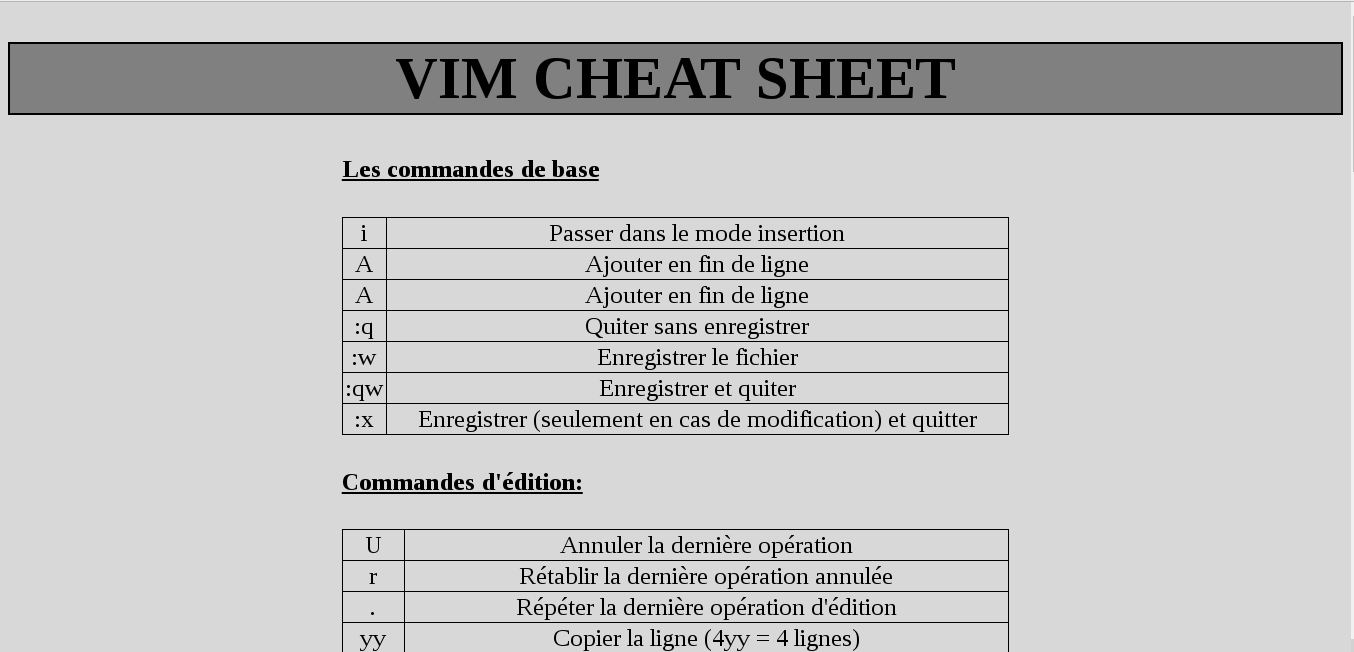 VIM CHEAT SHEET
Les commandes de base
i Passer dans le mode insertion
A Ajouter en fin de ligne
A Ajouter en fin de ligne
:q Quiter sans enregistrer
:w Enregistrer le fichier
:qw Enregistrer et quiter
:x Enregistrer (seulement en cas de modification) et quitter
Commandes d'édition:
U Annuler la dernière opération
r Rétablir la dernière opération annulée
. Répéter la dernière opération d'édition
yy Copier la ligne (4yy = 4 lignes)